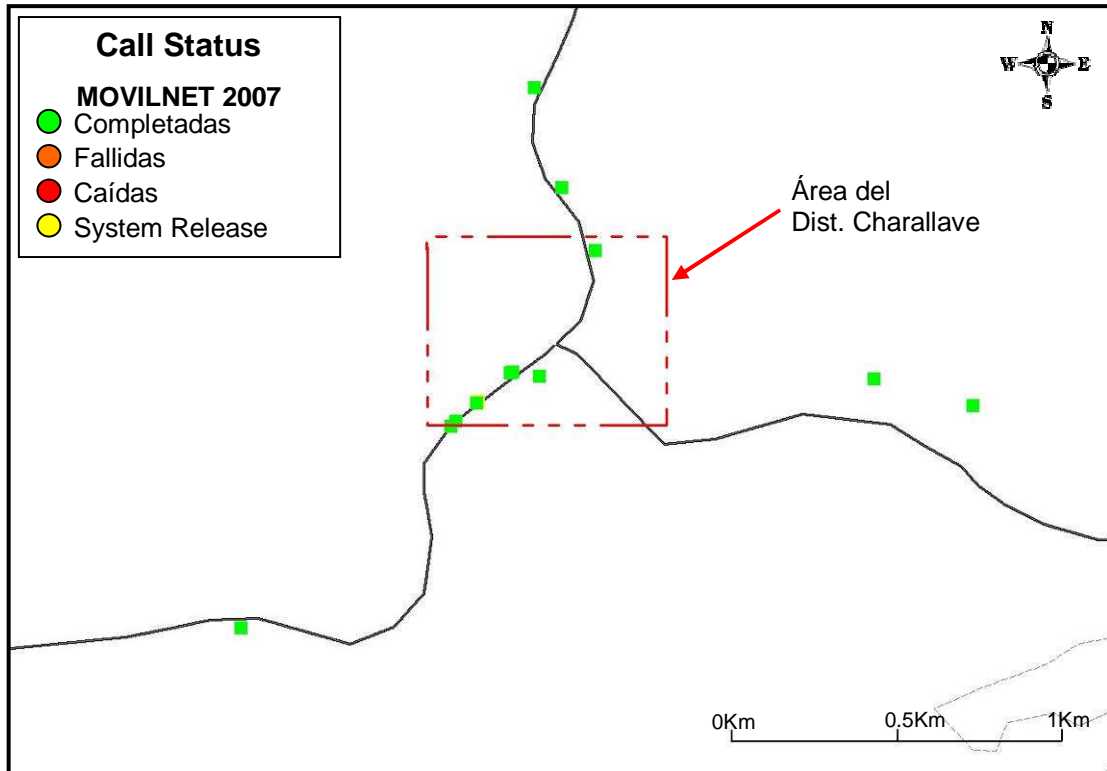 Call Status
MOVILNET 2007
Completadas
Fallidas
Caídas
System Release
N
W E
S
Área del
Dist. Charallave
0Km 0.5Km 1Km